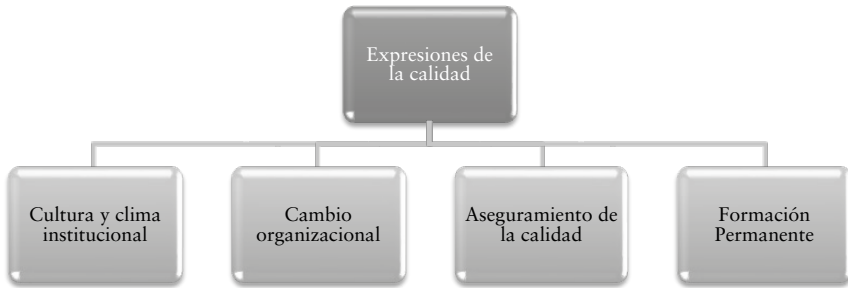 Expresiones de
la calidad
Cultura y clima
institucional
Cambio
organizacional
Aseguramiento de
la calidad
Formación
Permanente